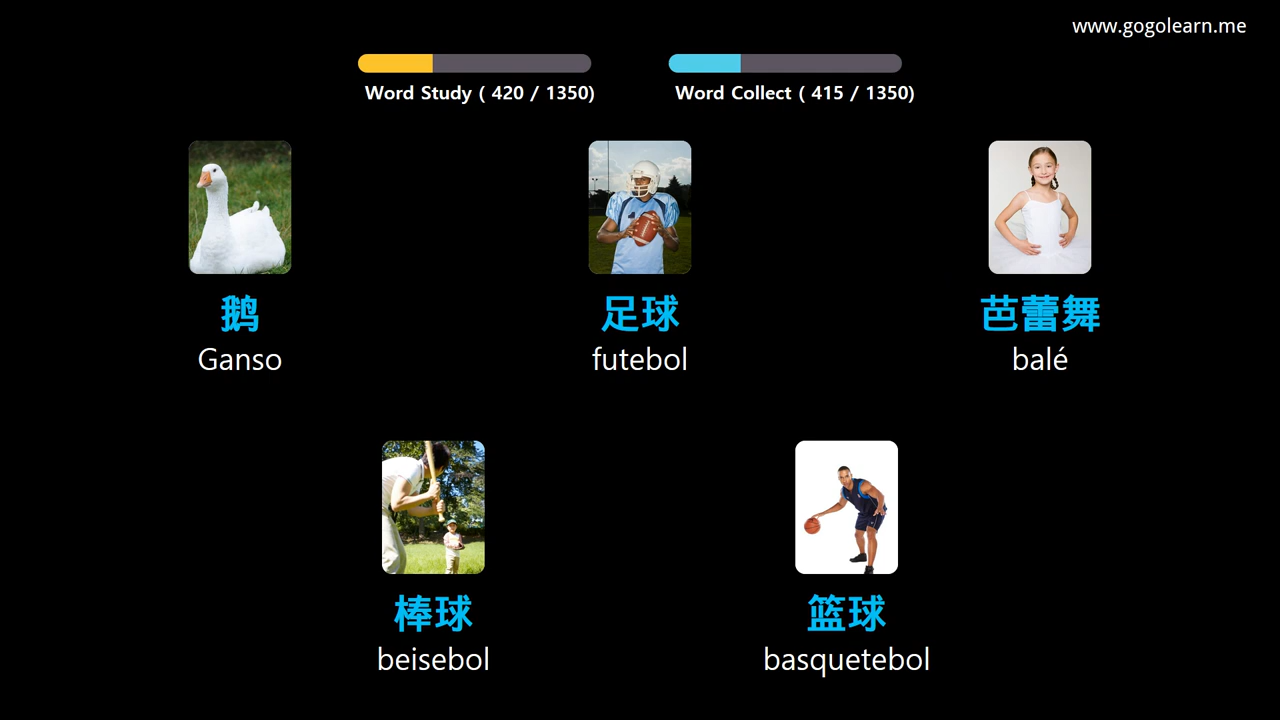 www.gogolearn.me
Word Study ( 420 / 1350)
Word Collect ( 415 / 1350)
鹅
Ganso
足球
futebol
芭蕾舞
balé
棒球
beisebol
篮球
basquetebol